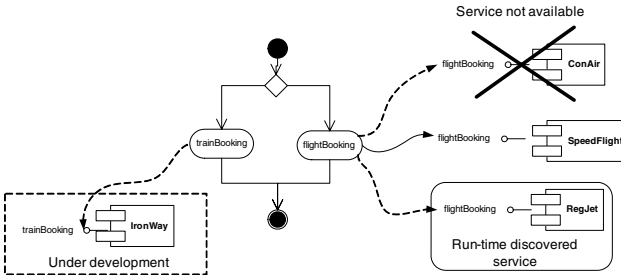 Service not available
flightBooking
ConAir
trainBooking
flightBooking
flightBooking
SpeedFlight
flightBooking
RegJet
Run-time discovered
service
trainBooking
IronWay
Under development